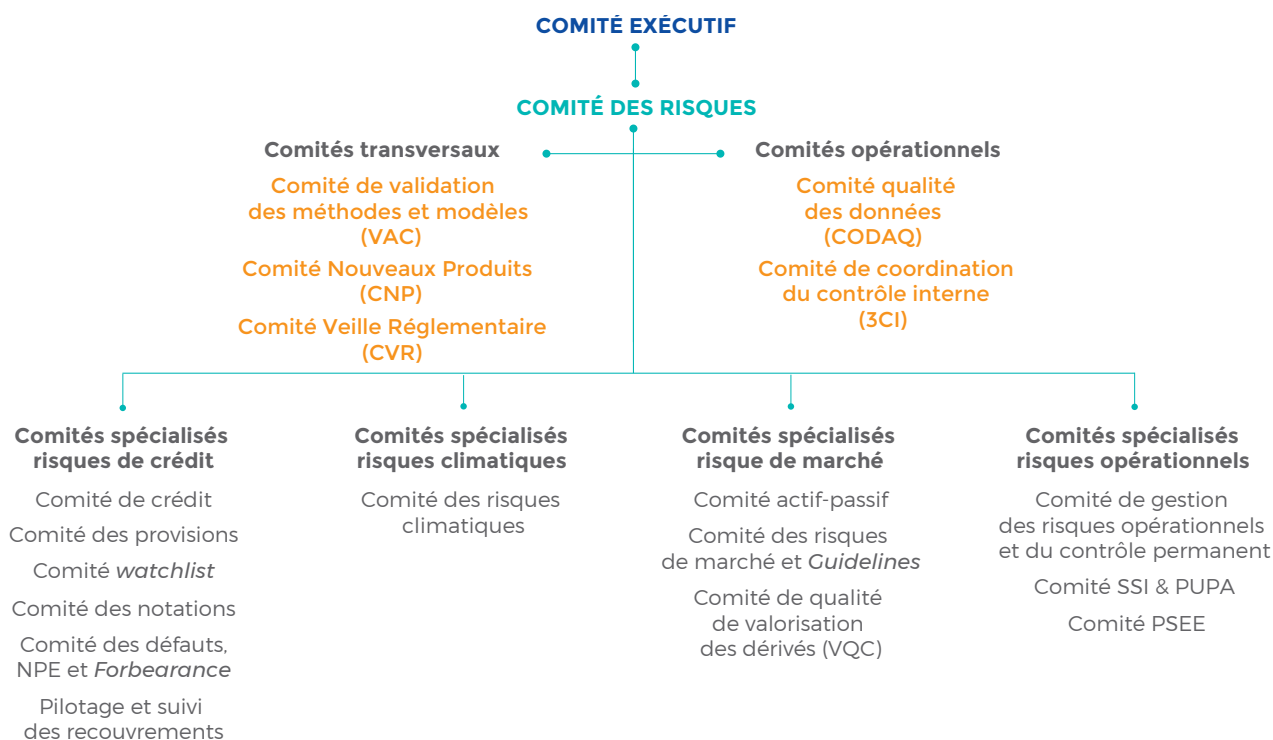 COMITÉ EXÉCUTIF
COMITÉ DES RISQUES
Comités transversaux
Comité de validation
des méthodes et modèles
(VAC)
Comité Nouveaux Produits
(CNP)
Comité Veille Réglementaire
(CVR)
Comités opérationnels
Comité qualité
des données
(CODAQ)
Comité de coordination
du contrôle interne
(3CI)
Comités spécialisés
risques de crédit
Comité de crédit
Comité des provisions
Comité watchlist
Comité des notations
Comité des défauts,
NPE et Forbearance
Pilotage et suivi
des recouvrements
Comités spécialisés
risques climatiques
Comité des risques
climatiques
Comités spécialisés
risque de marché
Comité actif-passif
Comité des risques
de marché et Guidelines
Comité de qualité
de valorisation
des dérivés (VQC)
Comités spécialisés
risques opérationnels
Comité de gestion
des risques opérationnels
et du contrôle permanent
Comité SSI & PUPA
Comité PSEE